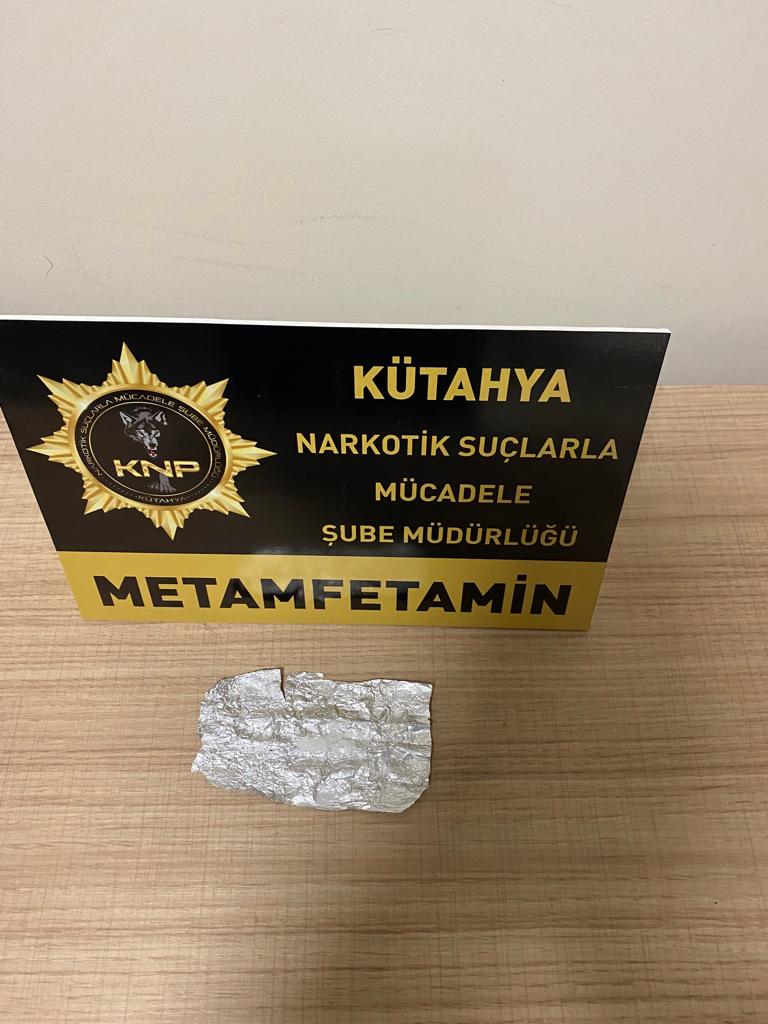 NARKOTİK SUÇLARLA MÜCADELE ŞUBE MÜDÜRLÜĞÜ
KNP
KÜTAHYA
KÜTAHYA
NARKOTİK SUÇLARLA
MÜCADELE
ŞUBE MÜDÜRLÜĞÜ
METAMFETAMİN